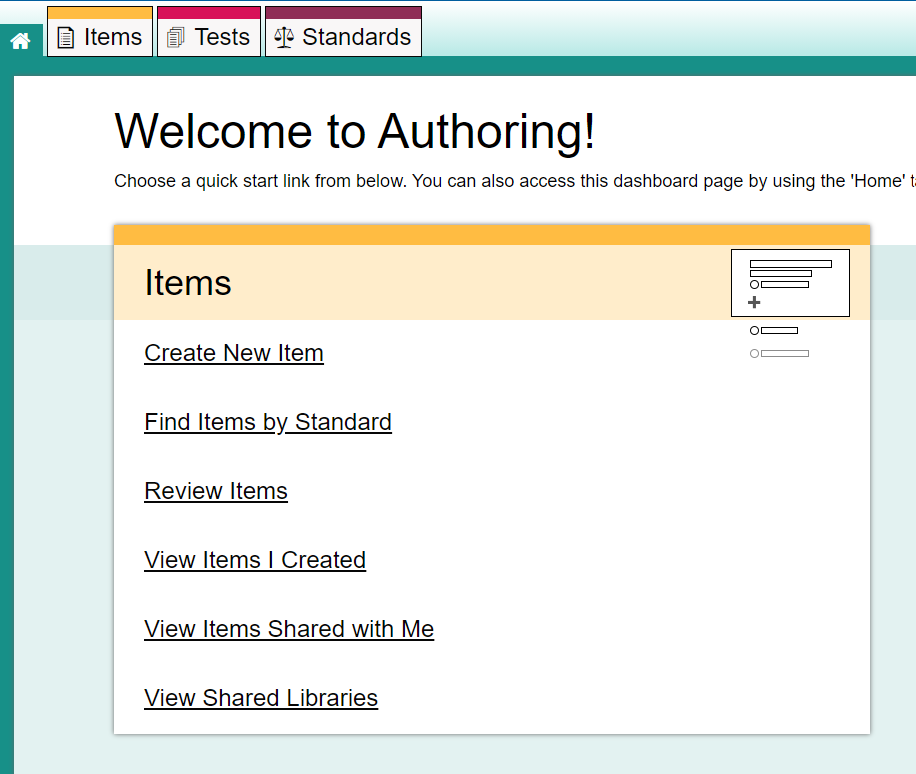 Items Tests Standards
Welcome to Authoring!
Choose a quick start link from below. You can also access this dashboard page by using the 'Home'
Items
Create New Item
Find Items by Standard
Review Items
View Items I Created
View Items Shared with Me
View Shared Libraries